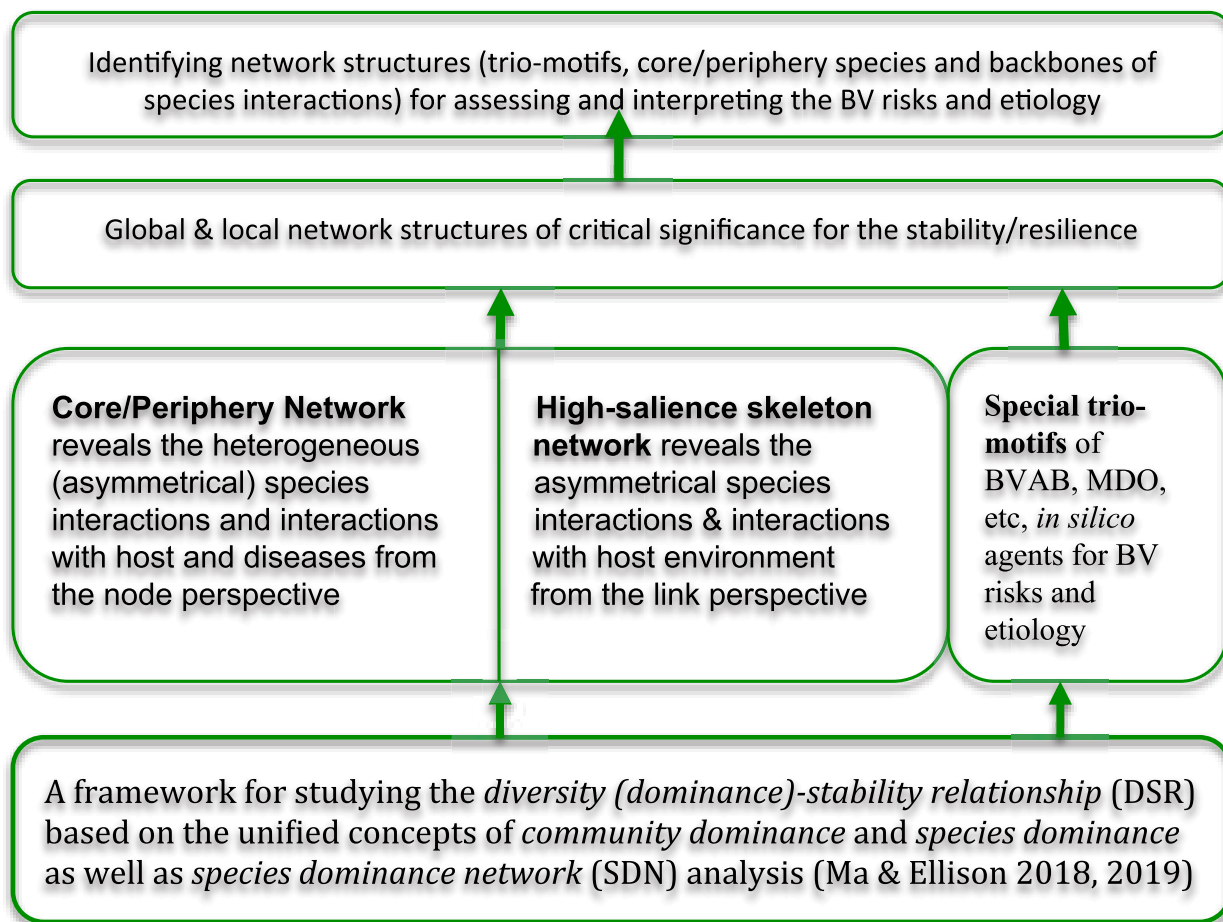 Identifying network structures (trio-motifs, core/periphery species and backbones of
species interactions) for assessing and interpreting the BV risks and etiology
Global & local network structures of critical significance for the stability/resilience
Core/Periphery Network
reveals the heterogeneous
(asymmetrical) species
interactions and interactions
with host and diseases from
the node perspective
High-salience skeleton
network reveals the
asymmetrical species
interactions & interactions
with host environment
from the link perspective
Special trio-
motifs of
BVAB, MDO,
etc, in silico
agents for BV
risks and
etiology
A framework for studying the diversity (dominance)-stability relationship (DSR)
based on the unified concepts of community dominance and species dominance
as well as species dominance network (SDN) analysis (Ma & Ellison 2018, 2019)